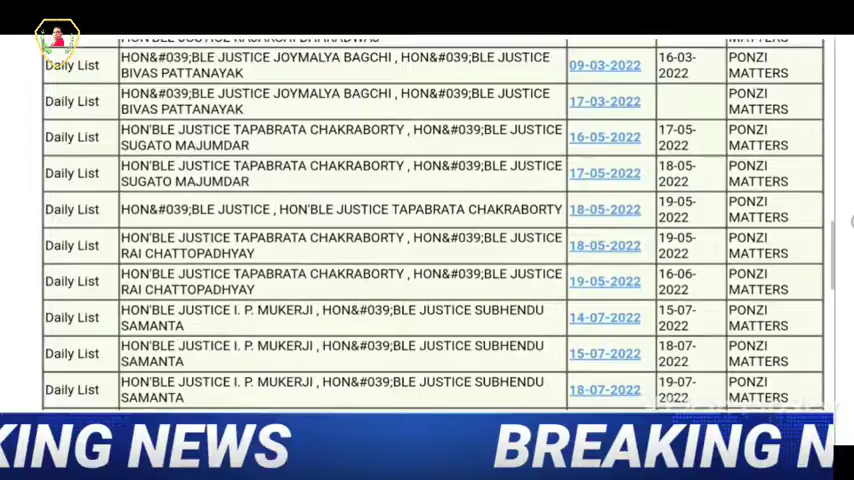 MATTERS
Daily List HON&#039;BLE JUSTICE JOYMALYA BAGCHI , HON&#039;BLE JUSTICE 09-03-2022 16-03- PONZI
BIVAS PATTANAYAK 2022 MATTERS
Daily List HON&#039;BLE JUSTICE JOYMALYA BAGCHI , HON&#039;BLE JUSTICE 17-03-2022 PONZI
BIVAS PATTANAYAK MATTERS
Daily List HON'BLE JUSTICE TAPABRATA CHAKRABORTY , HON&#039;BLE JUSTICE 16-05-2022 17-05- PONZI
SUGATO MAJUMDAR 2022 MATTERS
Daily List HON'BLE JUSTICE TAPABRATA CHAKRABORTY , HON&#039;BLE JUSTICE 17-05-2022 18-05- PONZI
SUGATO MAJUMDAR 2022 MATTERS
Daily List HON&#039;BLE JUSTICE , HON'BLE JUSTICE TAPABRATA CHAKRABORTY 18-05-2022 19-05- PONZI
2022 MATTERS
Daily List HON'BLE JUSTICE TAPABRATA CHAKRABORTY , HON&#039;BLE JUSTICE 18-05-2022 19-05- PONZI
RAI CHATTOPADHYAY 2022 MATTERS
Daily List HON'BLE JUSTICE TAPABRATA CHAKRABORTY , HON&#039;BLE JUSTICE 19-05-2022 16-06- PONZI
RAI CHATTOPADHYAY 2022 MATTERS
Daily List HON'BLE JUSTICE I. P. MUKERJI , HON&#039;BLE JUSTICE SUBHENDU 14-07-2022 15-07- PONZI
SAMANTA 2022 MATTERS
Daily List HON'BLE JUSTICE I. P. MUKERJI , HON&#039;BLE JUSTICE SUBHENDU 15-07-2022 18-07- PONZI
SAMANTA 2022 MATTERS
Daily List HON'BLE JUSTICE I. P. MUKERJI , HON&#039;BLE JUSTICE SUBHENDU 18-07-2022 19-07- PONZI
SAMANTA 2022 MATTERS
KING NEWS BREAKING N